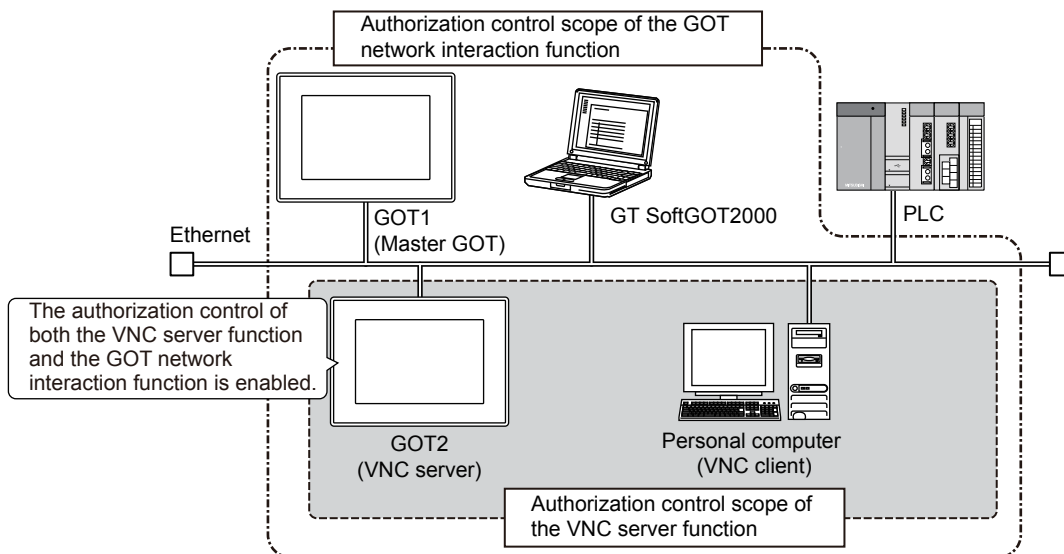 Authorization control scope of the GOT
network interaction function
GOT1
(Master GOT)
GT SoftGOT2000
PLC
Ethernet
The authorization control of
both the VNC server function
and the GOT network
interaction function is enabled.
GOT2
(VNC server)
Personal computer
(VNC client)
Authorization control scope of
the VNC server function